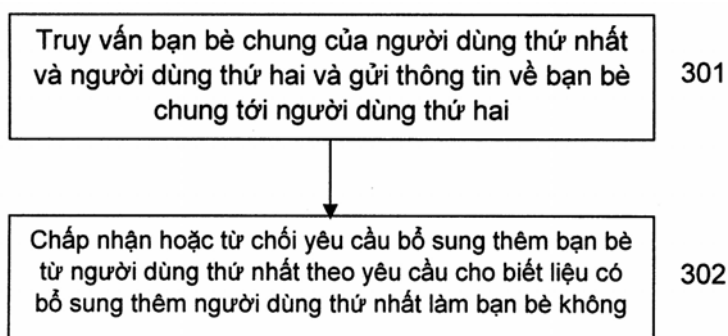 Truy vấn bạn bè chung của người dùng thứ nhất
và người dùng thứ hai và gửi thông tin về bạn bè
chung tới người dùng thứ hai
301
Chấp nhận hoặc từ chối yêu cầu bổ sung thêm bạn bè
từ người dùng thứ nhất theo yêu cầu cho biết liệu có
bổ sung thêm người dùng thứ nhất làm bạn bè không
302